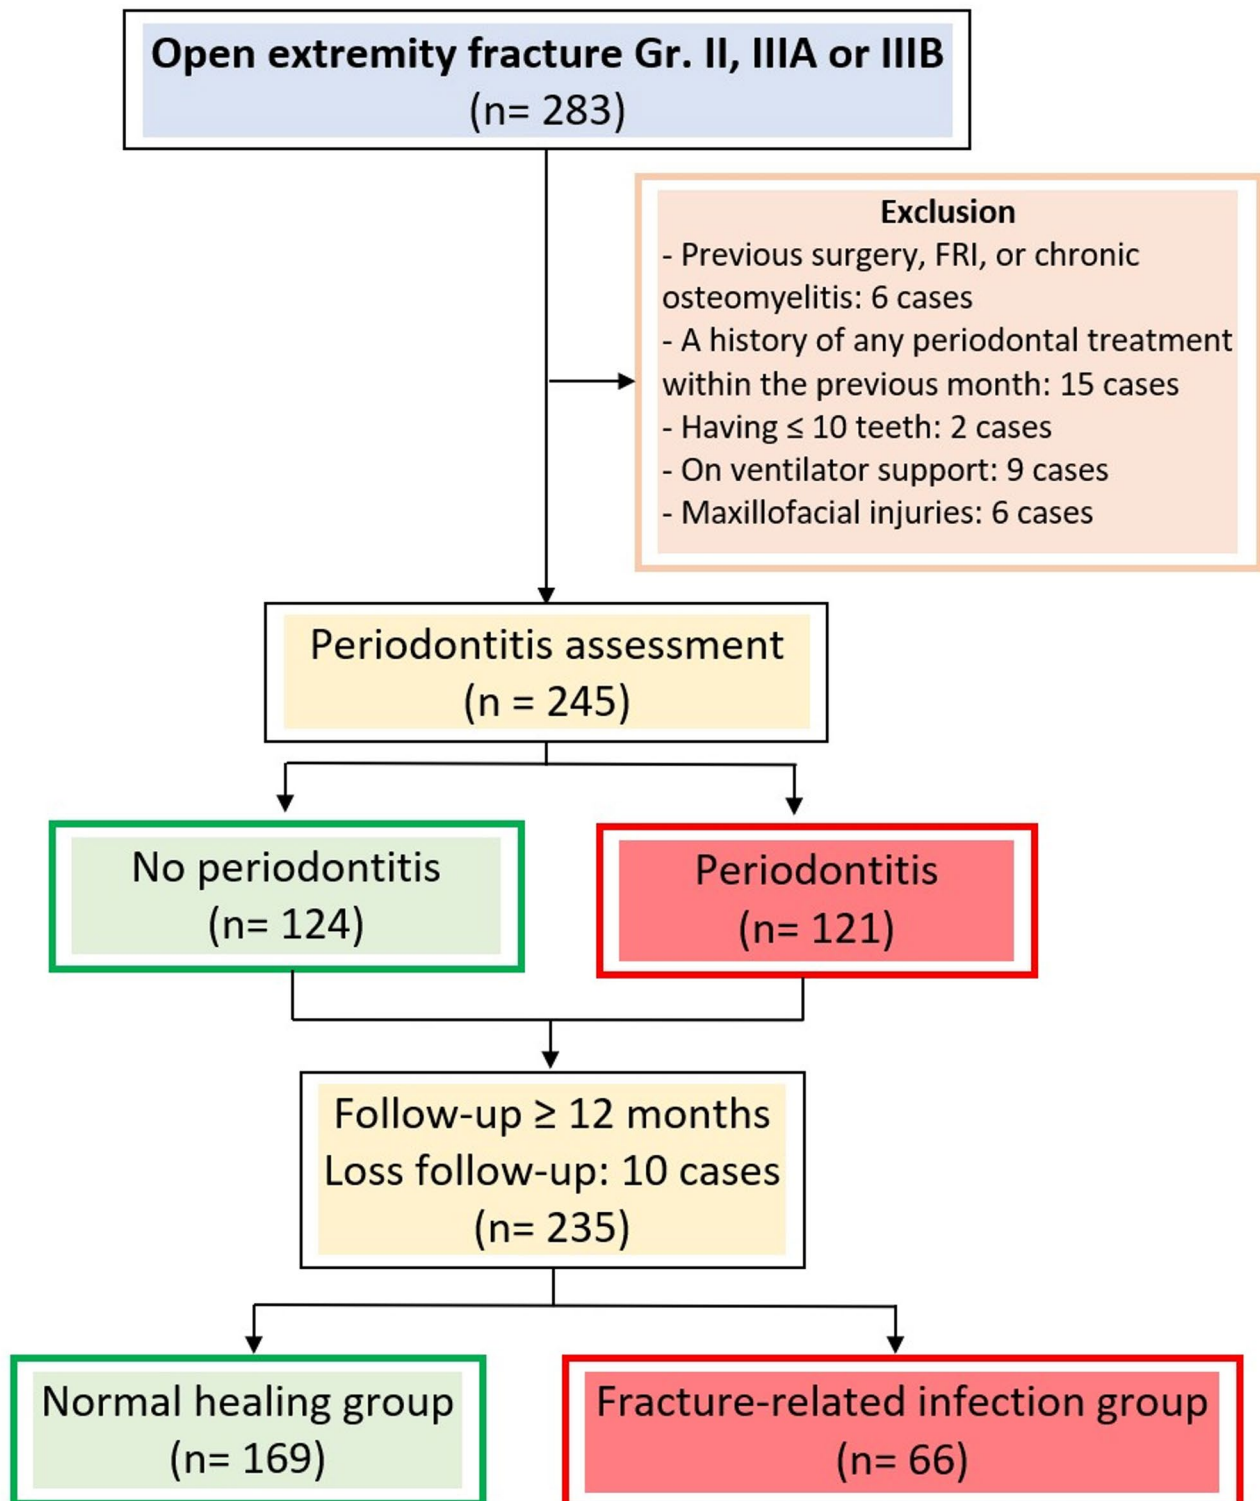 Open extremity fracture Gr. II, IIIA or IIIB
(n= 283)
Exclusion
- Previous surgery, FRI, or chronic
osteomyelitis: 6 cases
- A history of any periodontal treatment
within the previous month: 15 cases
- Having ≤ 10 teeth: 2 cases
- On ventilator support: 9 cases
- Maxillofacial injuries: 6 cases
Periodontitis assessment
(n = 245)
No periodontitis
(n= 124)
Periodontitis
(n= 121)
Follow-up ≥ 12 months
Loss follow-up: 10 cases
(n= 235)
Normal healing group
(n= 169)
Fracture-related infection group
(n= 66)